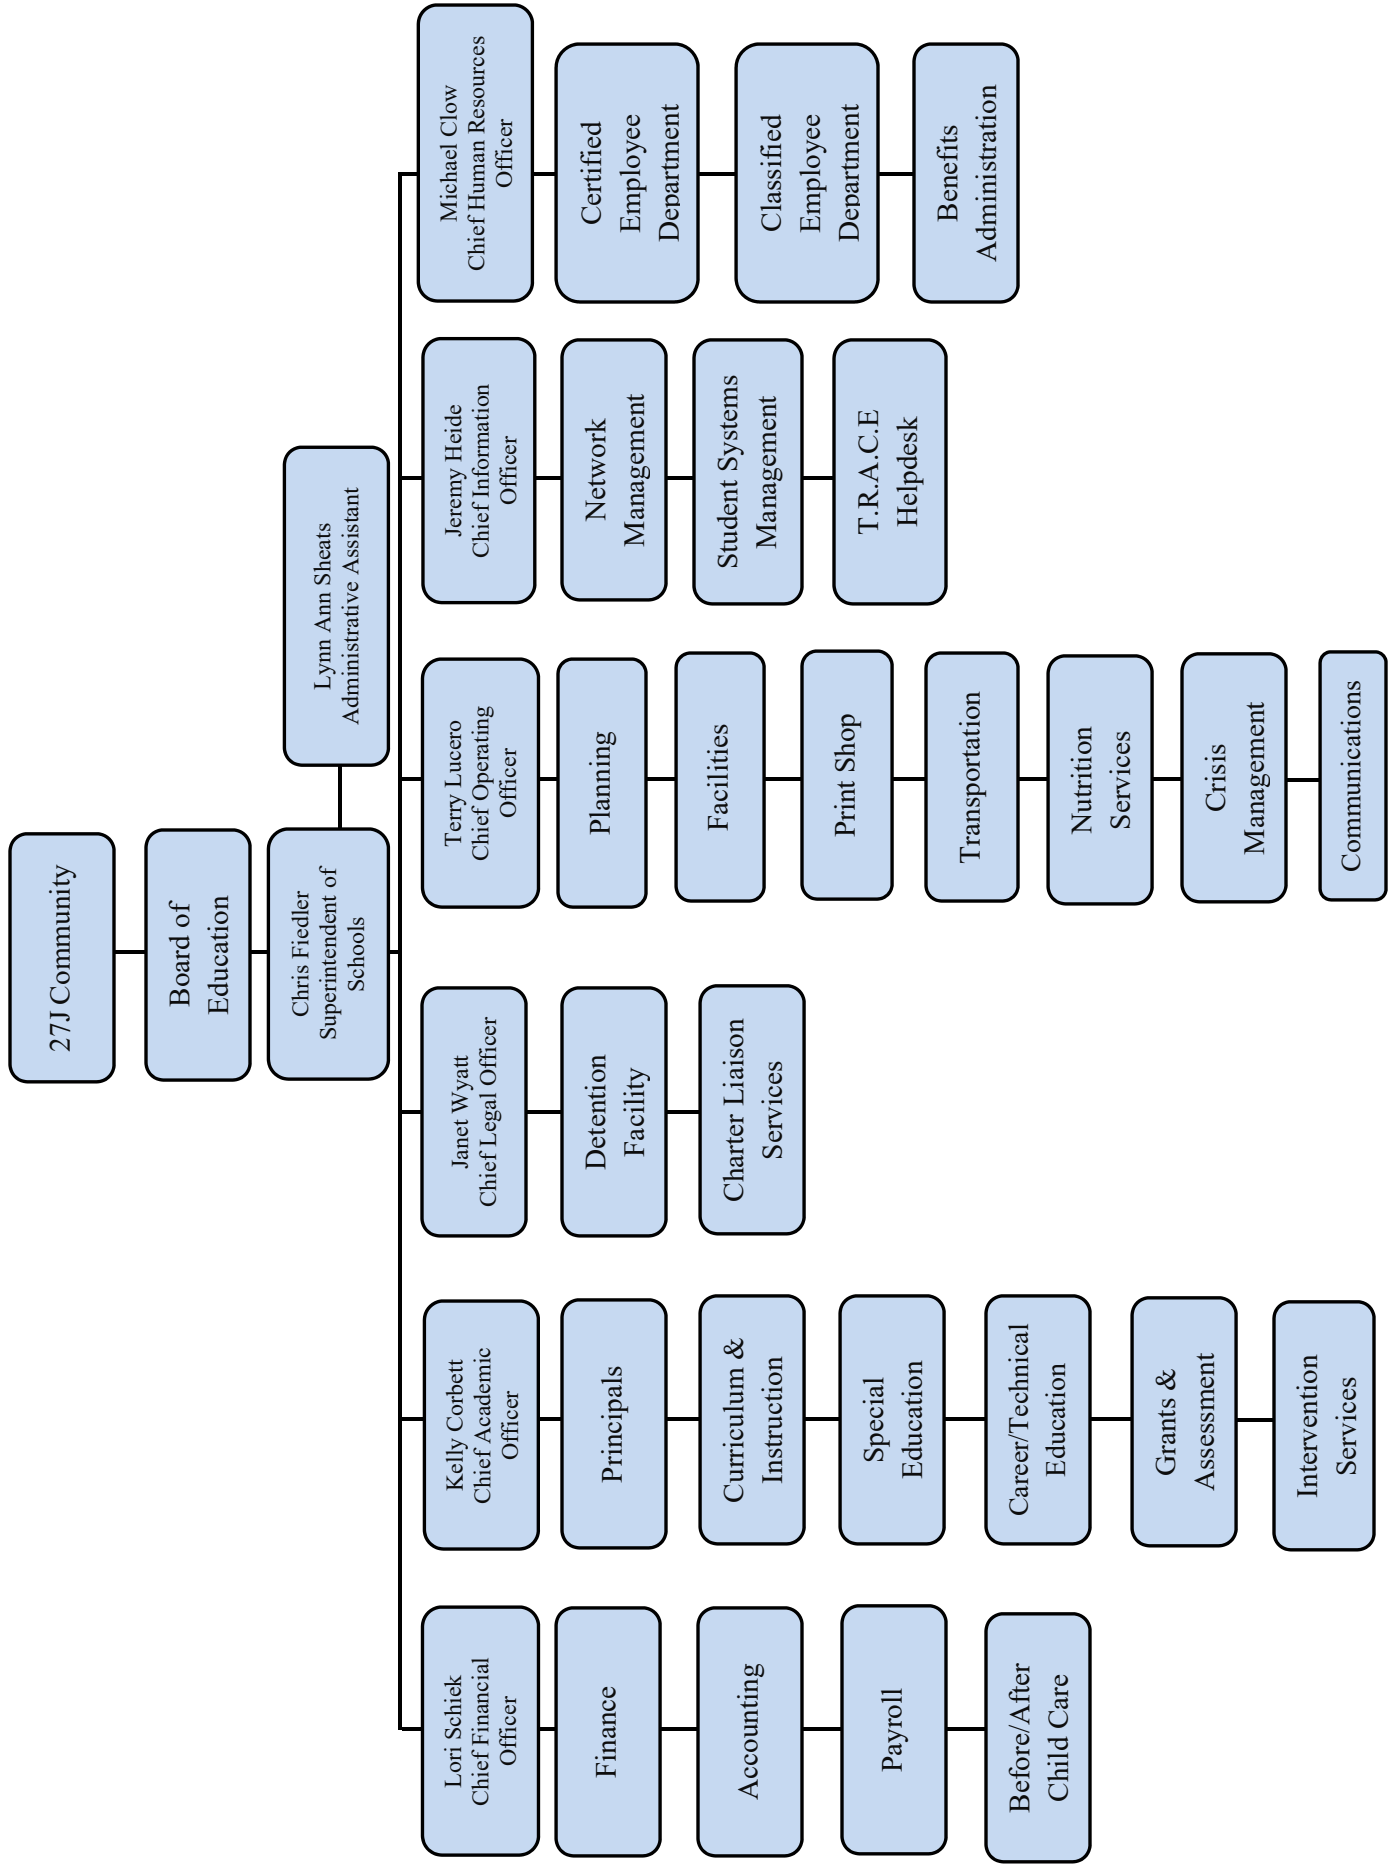 27J Community
Board of
Education
Chris Fiedler
Superintendent of
Schools
Lynn Ann Sheats
Administrative Assistant
Lori Schiek
Chief Financial
Officer
Finance
Accounting
Payroll
Before/After
Child Care
Kelly Corbett
Chief Academic
Officer
Principals
Curriculum &
Instruction
Special
Education
Career/Technical
Education
Grants &
Assessment
Intervention
Services
Janet Wyatt
Chief Legal Officer
Detention
Facility
Charter Liaison
Services
Terry Lucero
Chief Operating
Officer
Planning
Facilities
Print Shop
Transportation
Nutrition
Services
Crisis
Management
Communications
Jeremy Heide
Chief Information
Officer
Network
Management
Student Systems
Management
T.R.A.C.E
Helpdesk
Michael Clow
Chief Human Resources
Officer
Certified
Employee
Department
Classified
Employee
Department
Benefits
Administration